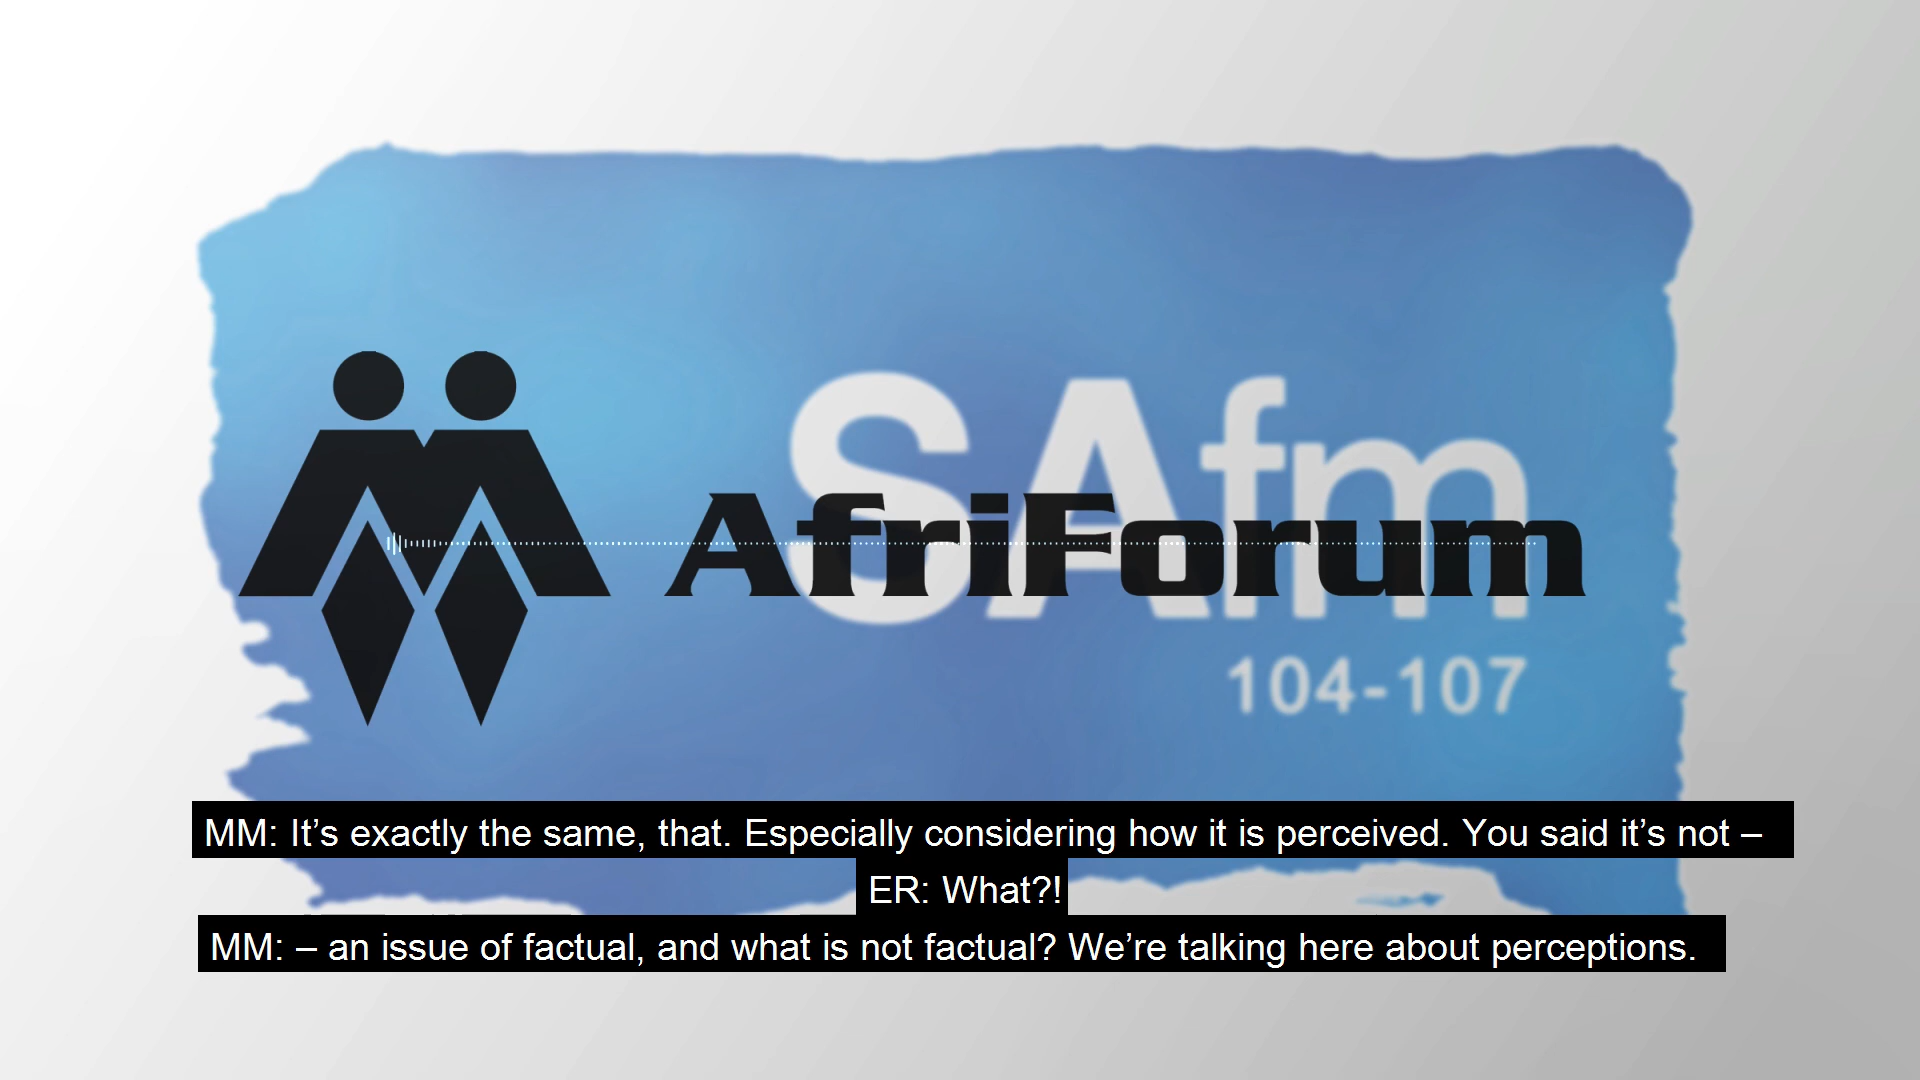 SAfm
AfriForum
104-107
MM: It’s exactly the same, that. Especially considering how it is perceived. You said it’s not –
ER: What?!
MM: – an issue of factual, and what is not factual? We’re talking here about perceptions.